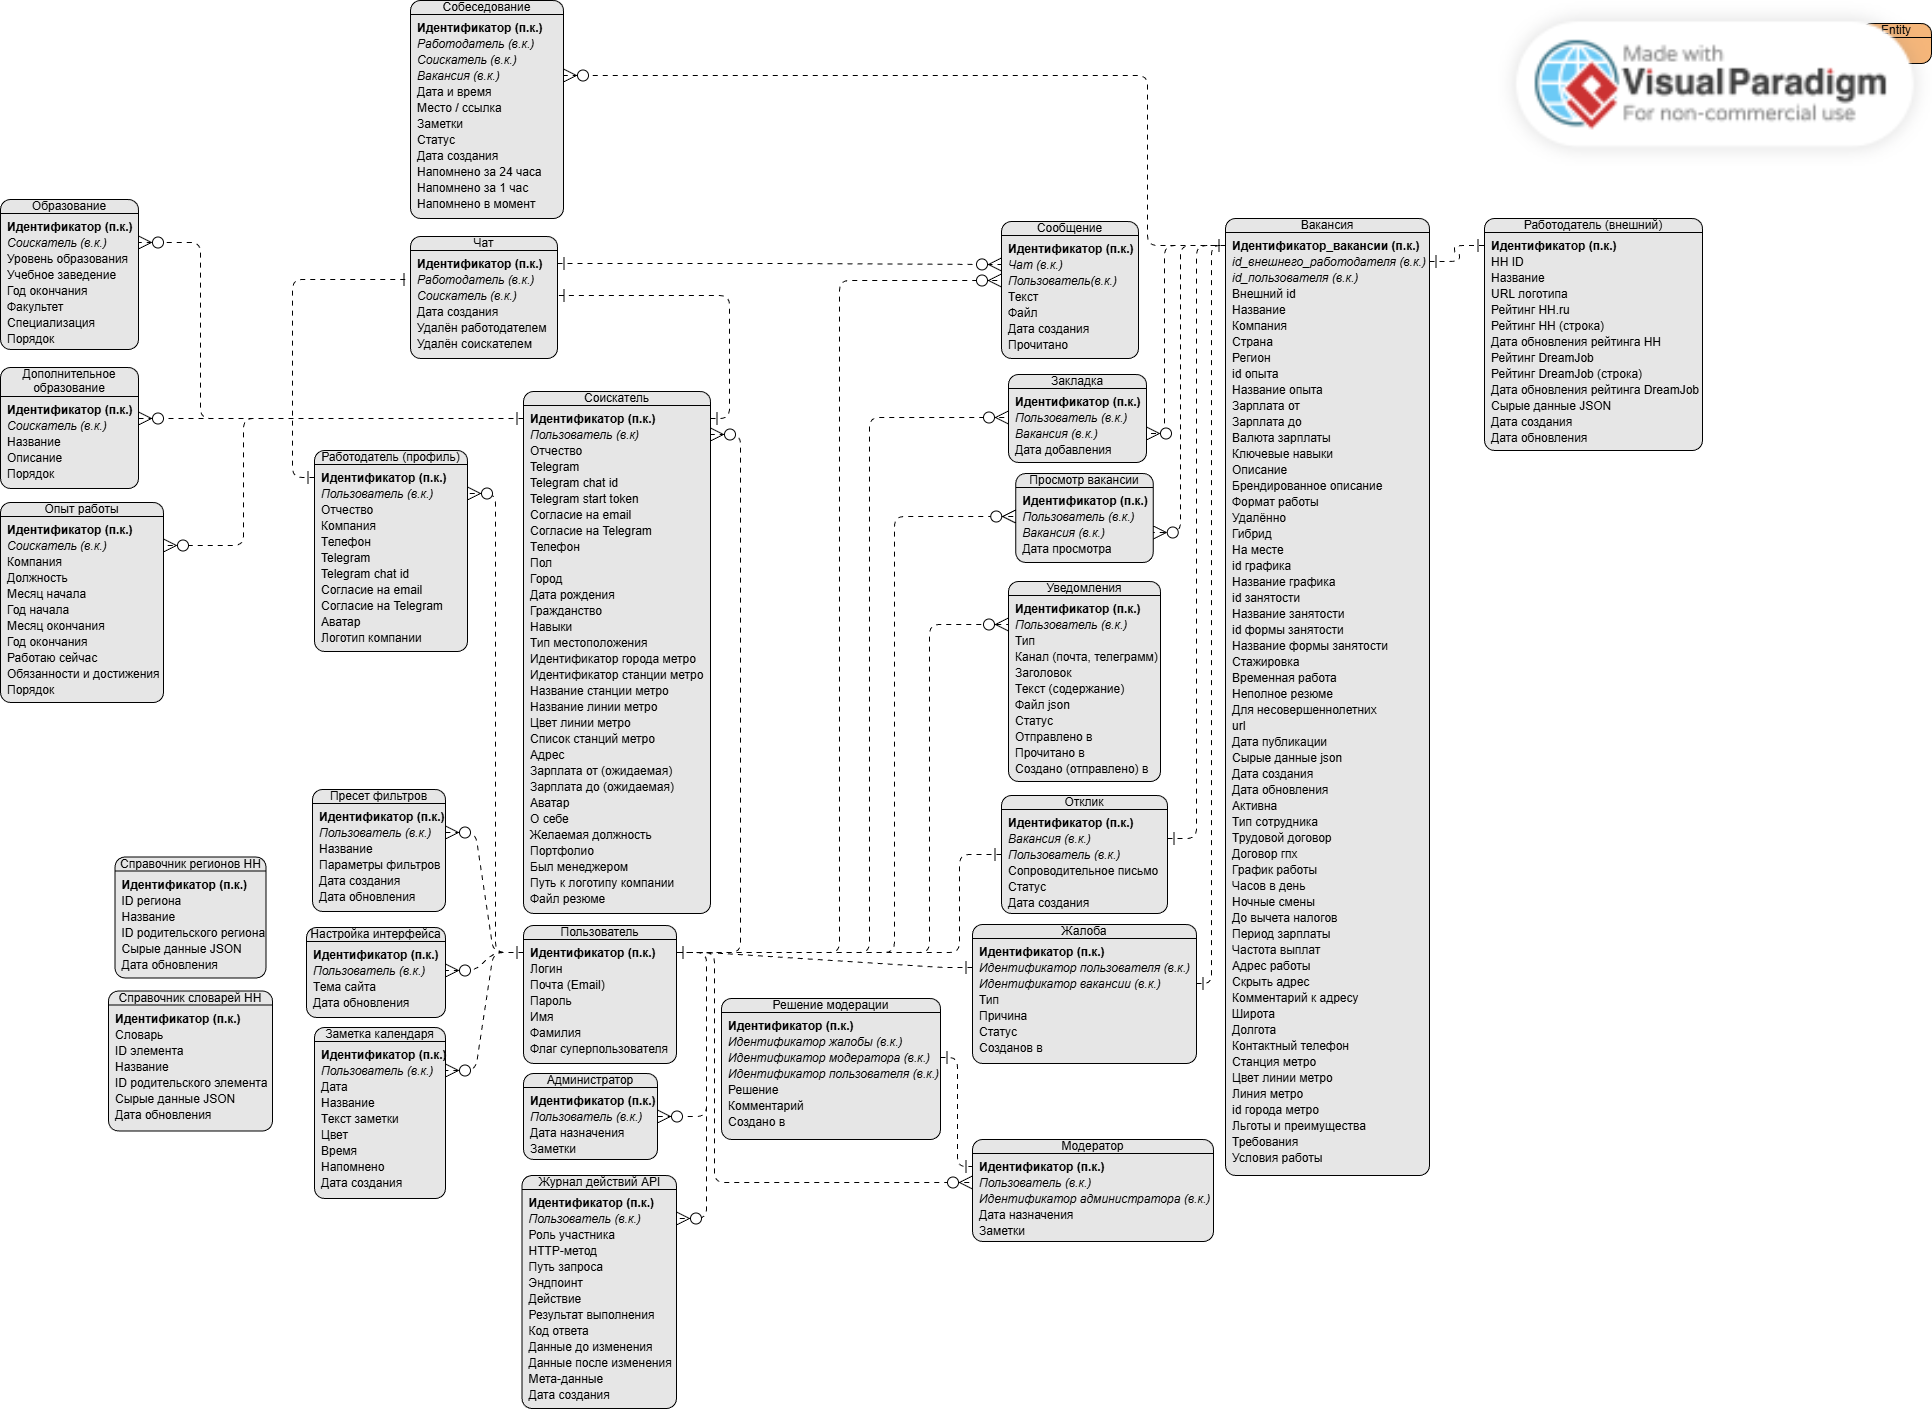 Собеседование
Идентификатор (п.к.)
Работодатель (в.к.)
Соискатель (в.к.)
Вакансия (в.к.)
Дата и время
Место / ссылка
Заметки
Статус
Дата создания
Напомнено за 24 часа
Напомнено за 1 час
Напомнено в момент
Entity
Made with
Visual Paradigm
For non-commercial use
Образование
Идентификатор (п.к.)
Соискатель (в.к.)
Уровень образования
Учебное заведение
Год окончания
Факультет
Специализация
Порядок
Чат
Идентификатор (п.к.)
Работодатель (в.к.)
Соискатель (в.к.)
Дата создания
Удалён работодателем
Удалён соискателем
Сообщение
Идентификатор (п.к.)
Чат (в.к.)
Пользователь(в.к.)
Текст
Файл
Дата создания
Прочитано
Вакансия
Идентификатор_вакансии (п.к.)
id_внешнего_работодателя (в.к.)
id_пользователя (в.к.)
Внешний id
Название
Компания
Страна
Регион
id опыта
Название опыта
Зарплата от
Зарплата до
Валюта зарплаты
Ключевые навыки
Описание
Брендированное описание
Формат работы
Удалённо
Гибрид
На месте
id графика
Название графика
id занятости
Название занятости
id формы занятости
Название формы занятости
Стажировка
Временная работа
Неполное резюме
Для несовершеннолетних
url
Дата публикации
Сырые данные json
Дата создания
Дата обновления
Активна
Тип сотрудника
Трудовой договор
Договор гпх
График работы
Часов в день
Ночные смены
До вычета налогов
Период зарплаты
Частота выплат
Адрес работы
Скрыть адрес
Комментарий к адресу
Широта
Долгота
Контактный телефон
Станция метро
Цвет линии метро
Линия метро
id города метро
Льготы и преимущества
Требования
Условия работы
Работодатель (внешний)
Идентификатор (п.к.)
HH ID
Название
URL логотипа
Рейтинг HH.ru
Рейтинг HH (строка)
Дата обновления рейтинга HH
Рейтинг DreamJob
Рейтинг DreamJob (строка)
Дата обновления рейтинга DreamJob
Сырые данные JSON
Дата создания
Дата обновления
Дополнительное
образование
Идентификатор (п.к.)
Соискатель (в.к.)
Название
Описание
Порядок
Опыт работы
Идентификатор (п.к.)
Соискатель (в.к.)
Компания
Должность
Месяц начала
Год начала
Месяц окончания
Год окончания
Работаю сейчас
Обязанности и достижения
Порядок
Работодатель (профиль)
Идентификатор (п.к.)
Пользователь (в.к.)
Отчество
Компания
Телефон
Telegram
Telegram chat id
Согласие на email
Согласие на Telegram
Аватар
Логотип компании
Соискатель
Идентификатор (п.к.)
Пользователь (в.к)
Отчество
Telegram
Telegram chat id
Telegram start token
Согласие на email
Согласие на Telegram
Телефон
Пол
Город
Дата рождения
Гражданство
Навыки
Тип местоположения
Идентификатор города метро
Идентификатор станции метро
Название станции метро
Название линии метро
Цвет линии метро
Список станций метро
Адрес
Зарплата от (ожидаемая)
Зарплата до (ожидаемая)
Аватар
О себе
Желаемая должность
Портфолио
Был менеджером
Путь к логотипу компании
Файл резюме
Закладка
Идентификатор (п.к.)
Пользователь (в.к.)
Вакансия (в.к.)
Дата добавления
Просмотр вакансии
Идентификатор (п.к.)
Пользователь (в.к.)
Вакансия (в.к.)
Дата просмотра
Уведомления
Идентификатор (п.к.)
Пользователь (в.к.)
Тип
Канал (почта, телеграмм)
Заголовок
Текст (содержание)
Файл json
Статус
Отправлено в
Прочитано в
Создано (отправлено) в
Отклик
Идентификатор (п.к.)
Вакансия (в.к.)
Пользователь (в.к.)
Сопроводительное письмо
Статус
Дата создания
Жалоба
Идентификатор (п.к.)
Идентификатор пользователя (в.к.)
Идентификатор вакансии (в.к.)
Тип
Причина
Статус
Созданов в
Пресет фильтров
Идентификатор (п.к.)
Пользователь (в.к.)
Название
Параметры фильтров
Дата создания
Дата обновления
Справочник регионов HH
Идентификатор (п.к.)
ID региона
Название
ID родительского региона
Сырые данные JSON
Дата обновления
Настройка интерфейса
Идентификатор (п.к.)
Пользователь (в.к.)
Тема сайта
Дата обновления
Справочник словарей HH
Идентификатор (п.к.)
Словарь
ID элемента
Название
ID родительского элемента
Сырые данные JSON
Дата обновления
Заметка календаря
Идентификатор (п.к.)
Пользователь (в.к.)
Дата
Название
Текст заметки
Цвет
Время
Напомнено
Дата создания
Пользователь
Идентификатор (п.к.)
Логин
Почта (Email)
Пароль
Имя
Фамилия
Флаг суперпользователя
Решение модерации
Идентификатор (п.к.)
Идентификатор жалобы (в.к.)
Идентификатор модератора (в.к.)
Идентификатор пользователя (в.к.)
Решение
Комментарий
Создано в
Администратор
Идентификатор (п.к.)
Пользователь (в.к.)
Дата назначения
Заметки
Модератор
Идентификатор (п.к.)
Пользователь (в.к.)
Идентификатор администратора (в.к.)
Дата назначения
Заметки
Журнал действий API
Идентификатор (п.к.)
Пользователь (в.к.)
Роль участника
HTTP-метод
Путь запроса
Эндпоинт
Действие
Результат выполнения
Код ответа
Данные до изменения
Данные после изменения
Мета-данные
Дата создания